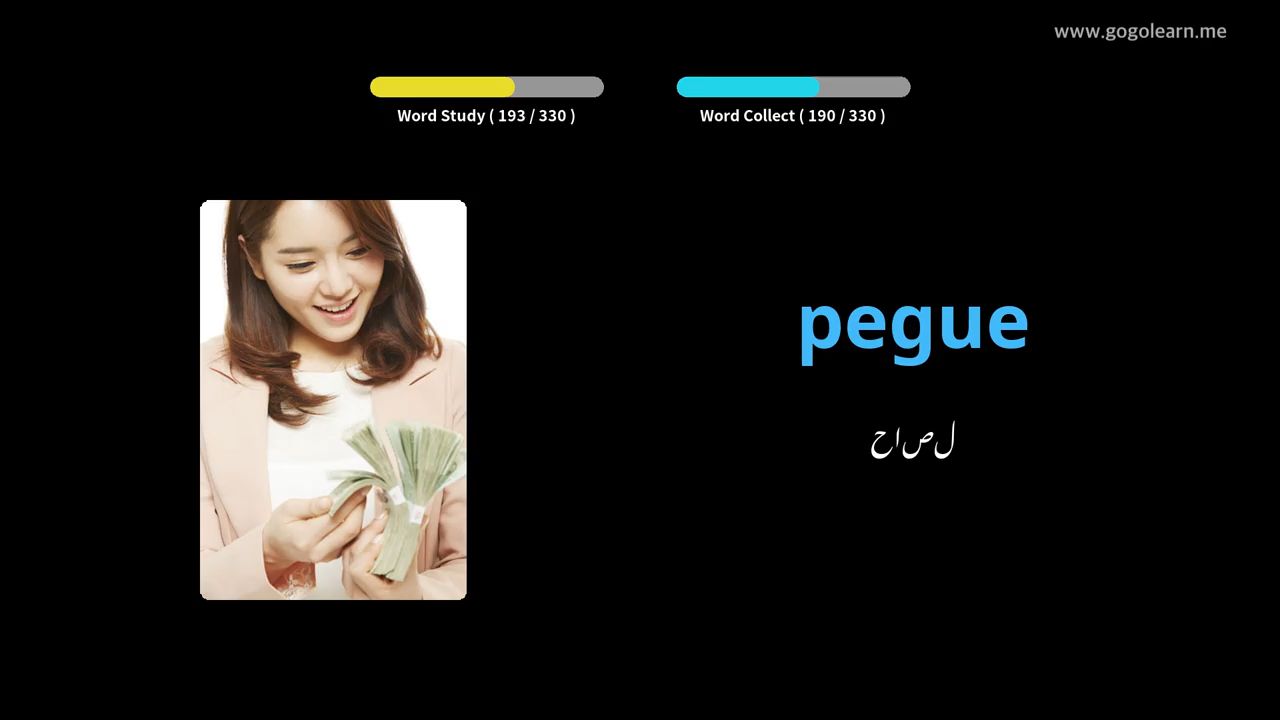 www.gogolearn.me
Word Study ( 193 / 330 )
Word Collect ( 190 / 330 )
pegue
حاصل